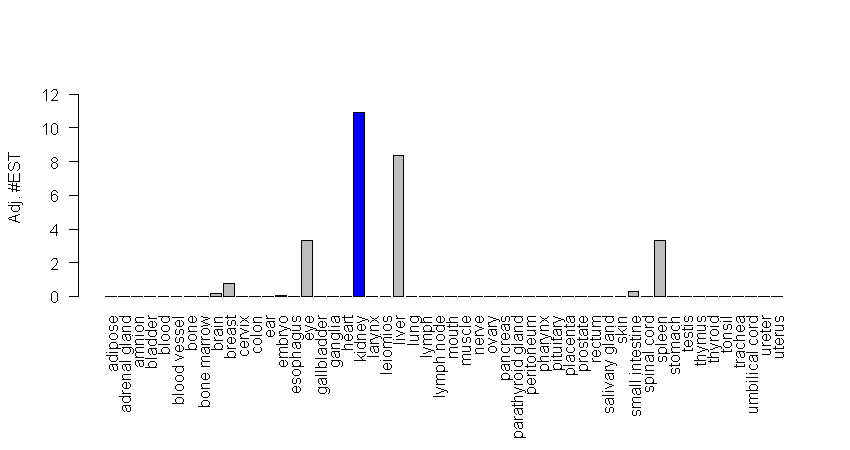 Adj. #EST
12
10
8
6
4
2
0
adipose
adrenal gland
amnion
bladder
blood
blood vessel
bone
bone marrow
brain
breast
cervix
colon
ear
embryo
esophagus
eye
gallbladder
ganglia
heart
kidney
larynx
leiomios
liver
lung
lymph
lymph node
mouth
muscle
nerve
ovary
pancreas
parathyroid gland
peritoneum
pharynx
pituitary
placenta
prostate
rectum
salivary gland
skin
small intestine
spinal cord
spleen
stomach
testis
thymus
thyroid
tonsil
trachea
umbilical cord
ureter
uterus